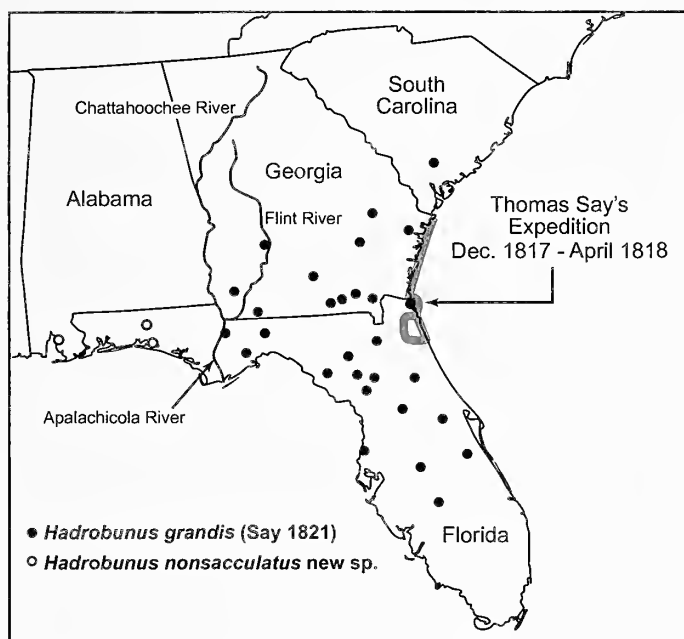 South
Carolina
Chattahoochee River
Georgia
Alabama
Flint River
Thomas Say's
Expedition
Dec. 1817 - April 1818
Apalachicola River
Hadrobunus grandis (Say 1821)
Hadrobunus nonsacculatus new sp.
Florida